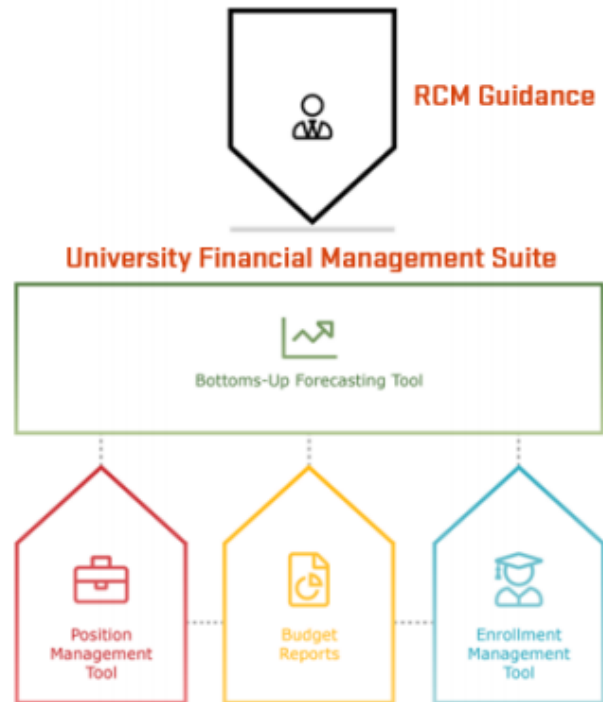 RCM Guidance
University Financial Management Suite
Bottoms-Up Forecasting Tool
Position
Management
Tool
Budget
Reports
Enrollment
Management
Tool